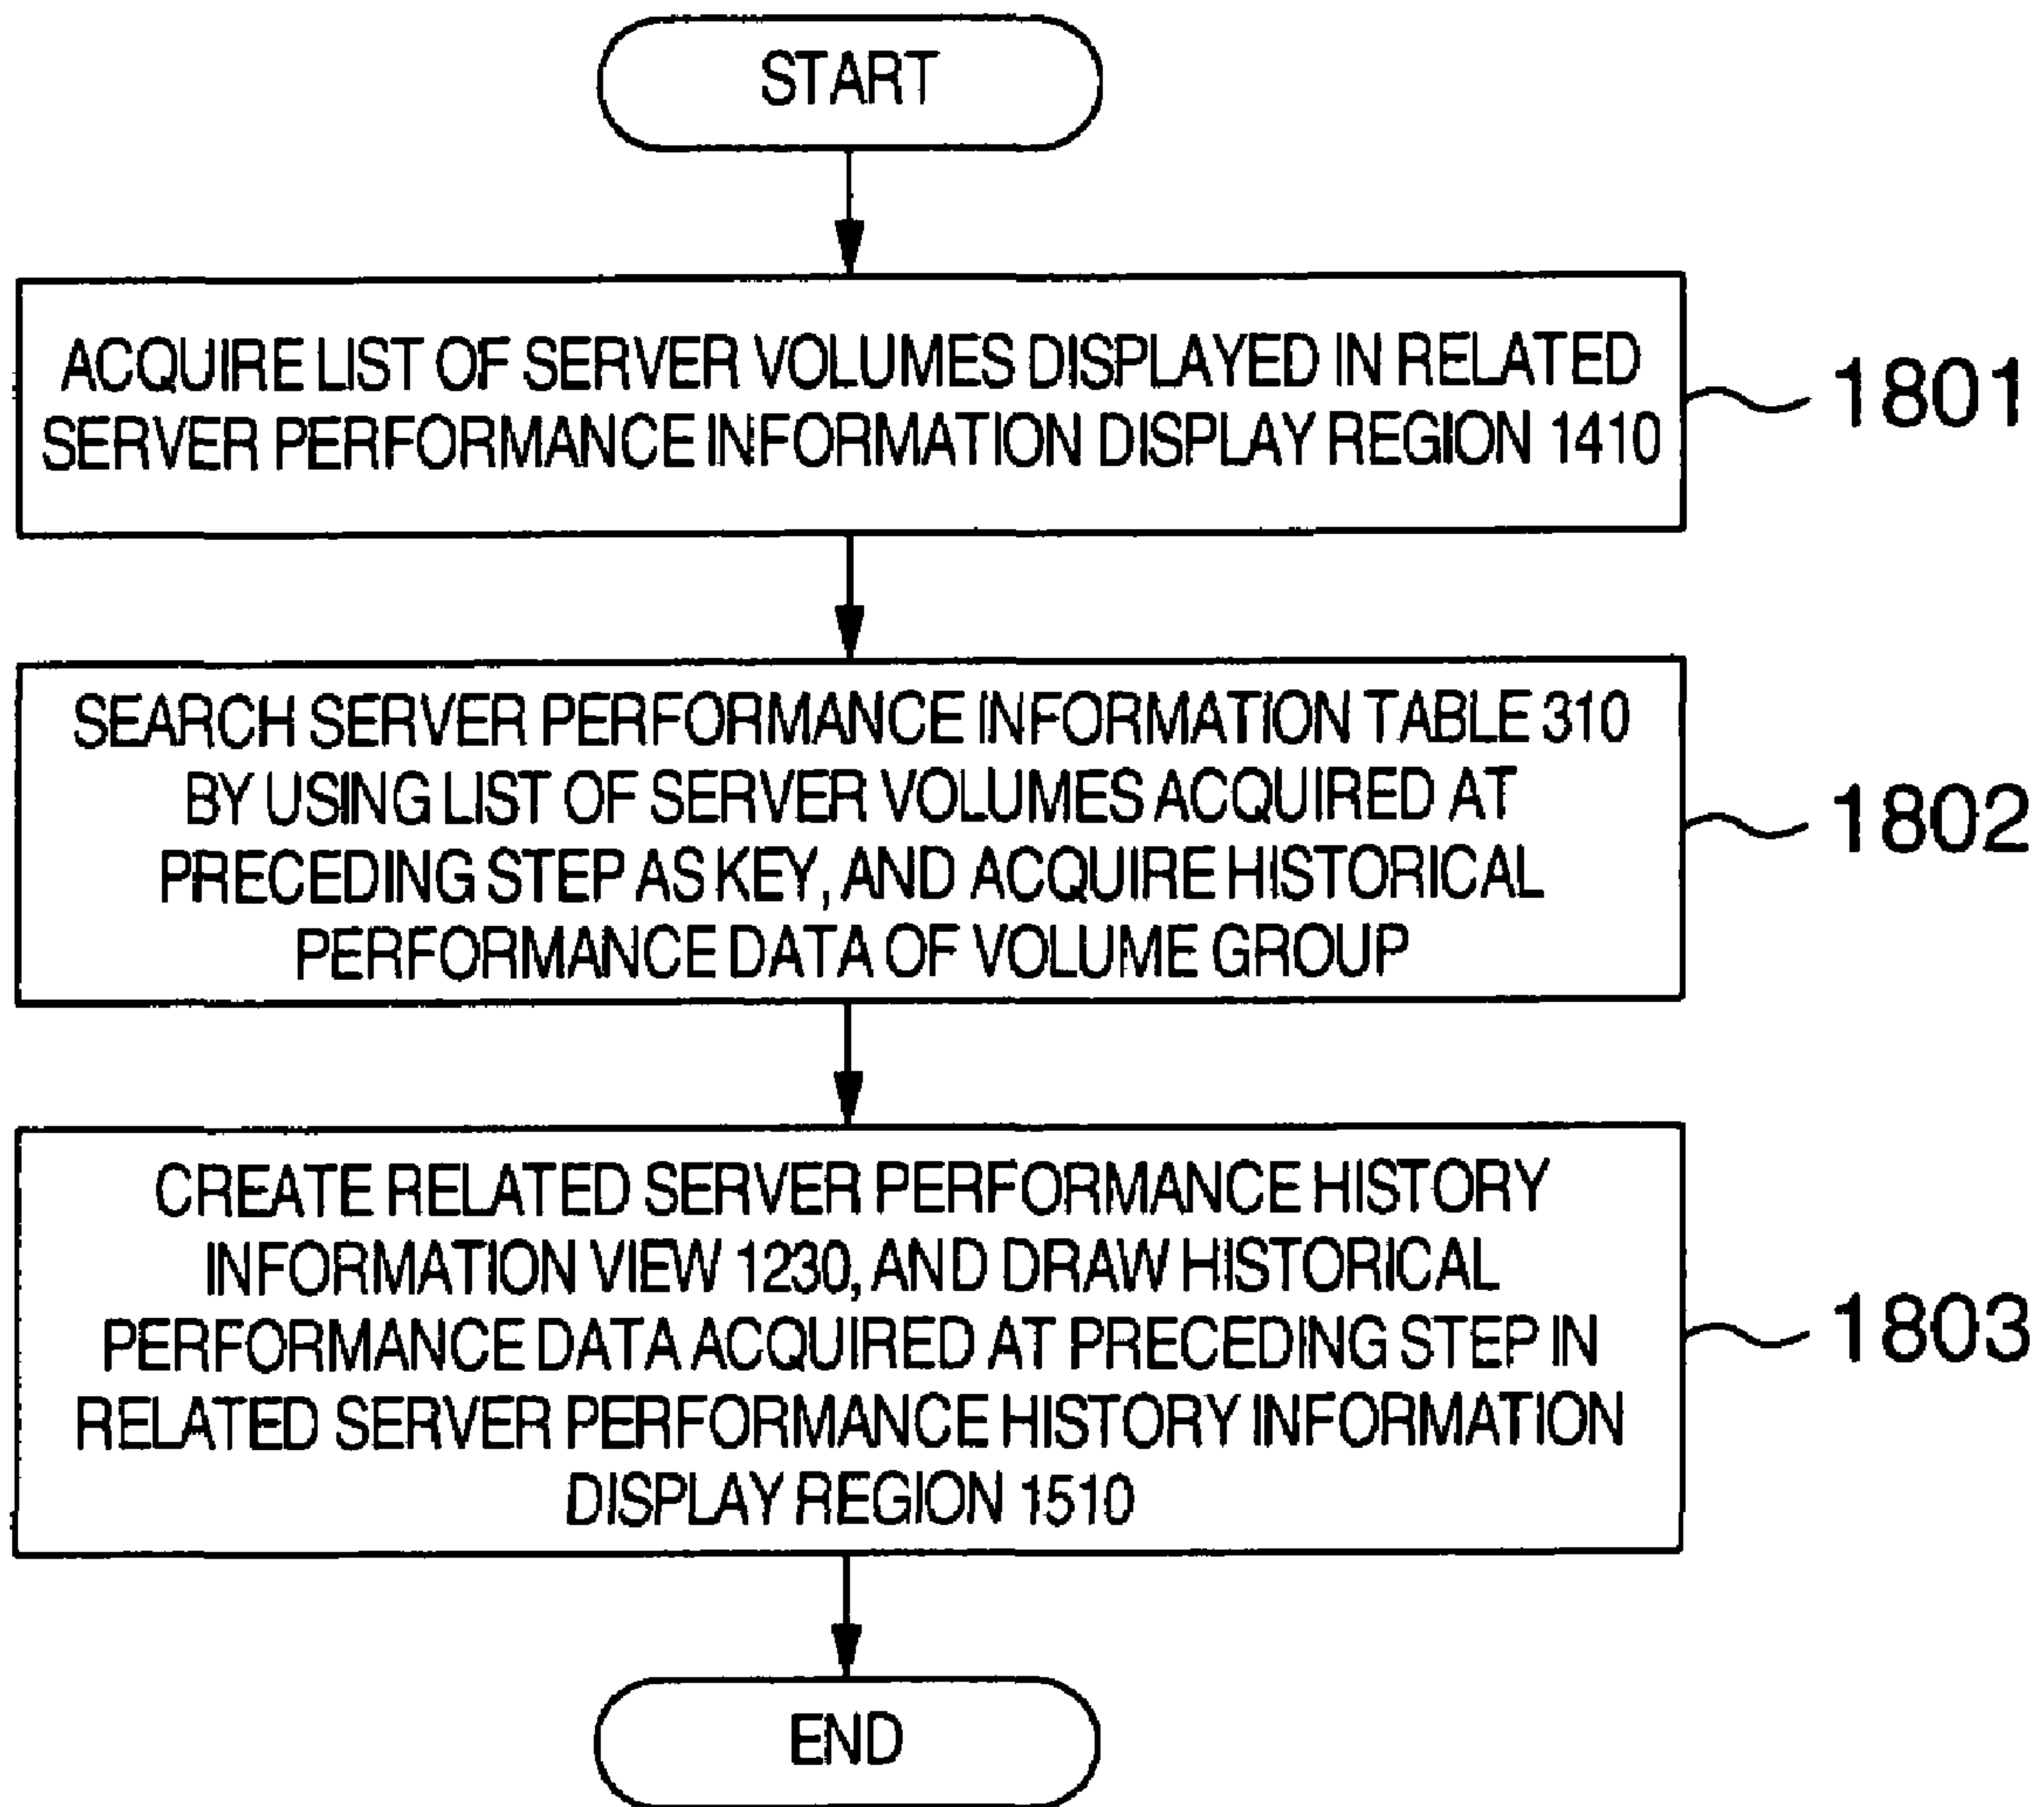 START
ACQUIRE LIST OF SERVER VOLUMES DISPLAYED IN RELATED
SERVER PERFORMANCE INFORMATION DISPLAY REGION 1410
1801
SEARCH SERVER PERFORMANCE INFORMATION TABLE 310
BY USING LIST OF SERVER VOLUMES ACQUIRED AT
PRECEDING STEP AS KEY, AND ACQUIRE HISTORICAL
PERFORMANCE DATA OF VOLUME GROUP
1802
CREATE RELATED SERVER PERFORMANCE HISTORY
INFORMATION VIEW 1230, AND DRAW HISTORICAL
PERFORMANCE DATA ACQUIRED AT PRECEDING STEP IN
RELATED SERVER PERFORMANCE HISTORY INFORMATION
DISPLAY REGION 1510
1803
END